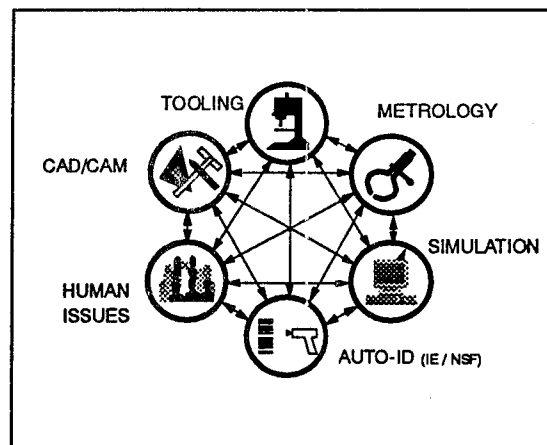 TOOLING
METROLOGY
CAD/CAM
SIMULATION
HUMAN
ISSUES
AUTO-ID (IE / NSF)